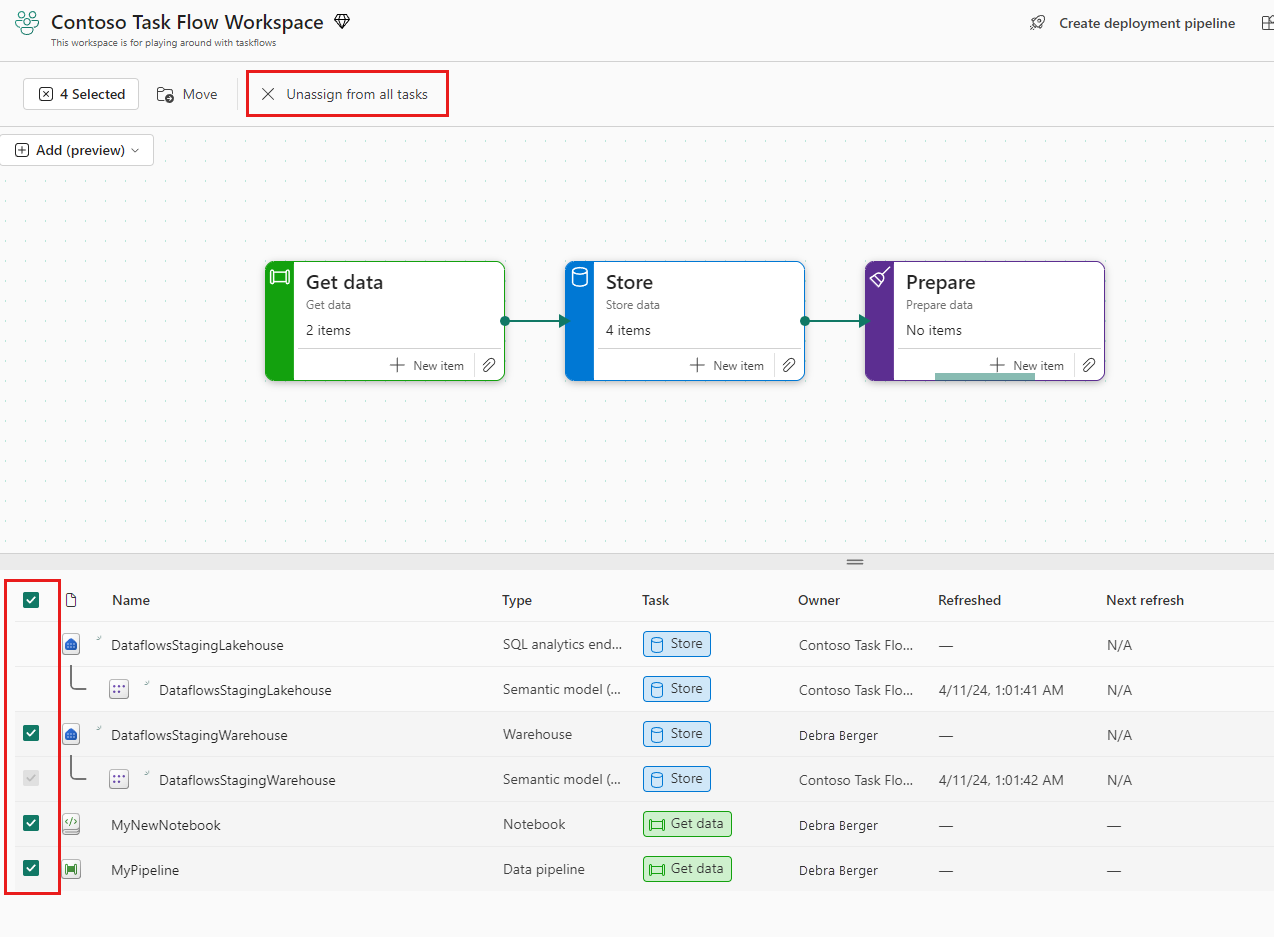 Contoso Task Flow Workspace
This workspace is for playing around with taskflows
Create deployment pipeline
4 Selected
Move
Unassign from all tasks
Add (preview)
Get data
Get data
2 items
New item
Store
Store data
4 items
New item
Prepare
Prepare data
No items
New item
Name Type Task Owner Refreshed Next refresh
DataflowsStagingLakehouse SQL analytics end... Store Contoso Task Flo... — N/A
DataflowsStagingLakehouse Semantic model (... Store Contoso Task Flo... 4/11/24, 1:01:41 AM N/A
DataflowsStagingWarehouse Warehouse Store Debra Berger — N/A
DataflowsStagingWarehouse Semantic model (... Store Contoso Task Flo... 4/11/24, 1:01:42 AM N/A
MyNewNotebook Notebook Get data Debra Berger — —
MyPipeline Data pipeline Get data Debra Berger — —